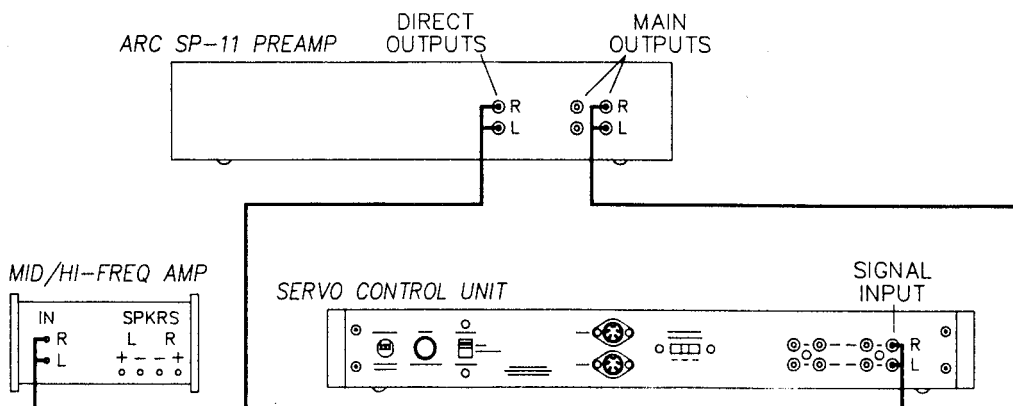 DIRECT
OUTPUTS
MAIN
OUTPUTS
ARC SP-11 PREAMP
R
R
L
L
MID/HI-FREQ AMP
SERVO CONTROL UNIT
SIGNAL
INPUT
IN
SPKRS
R
L R
L
+ - - +
R
L